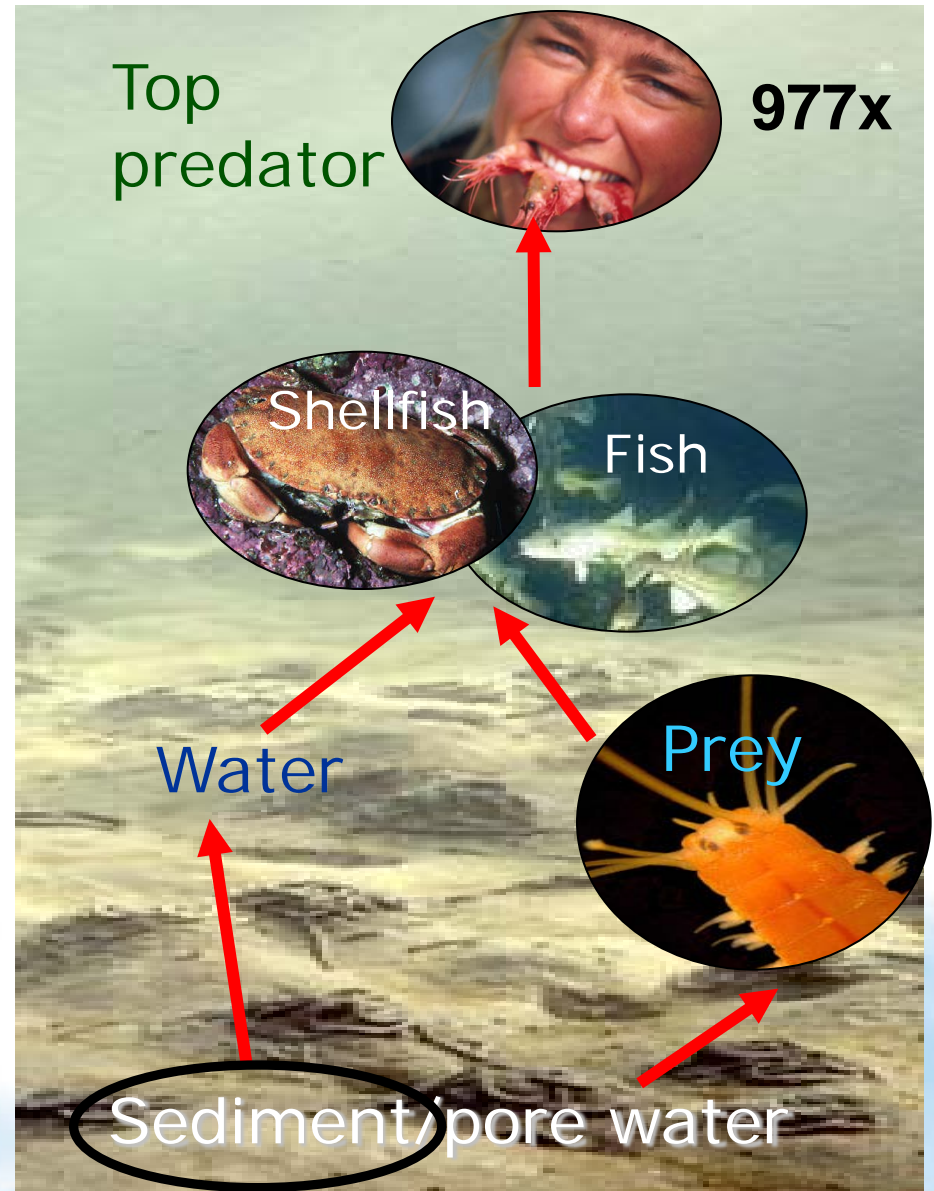 Top
predator
977x
Shellfish
Fish
Water
Prey
Sediment/pore water